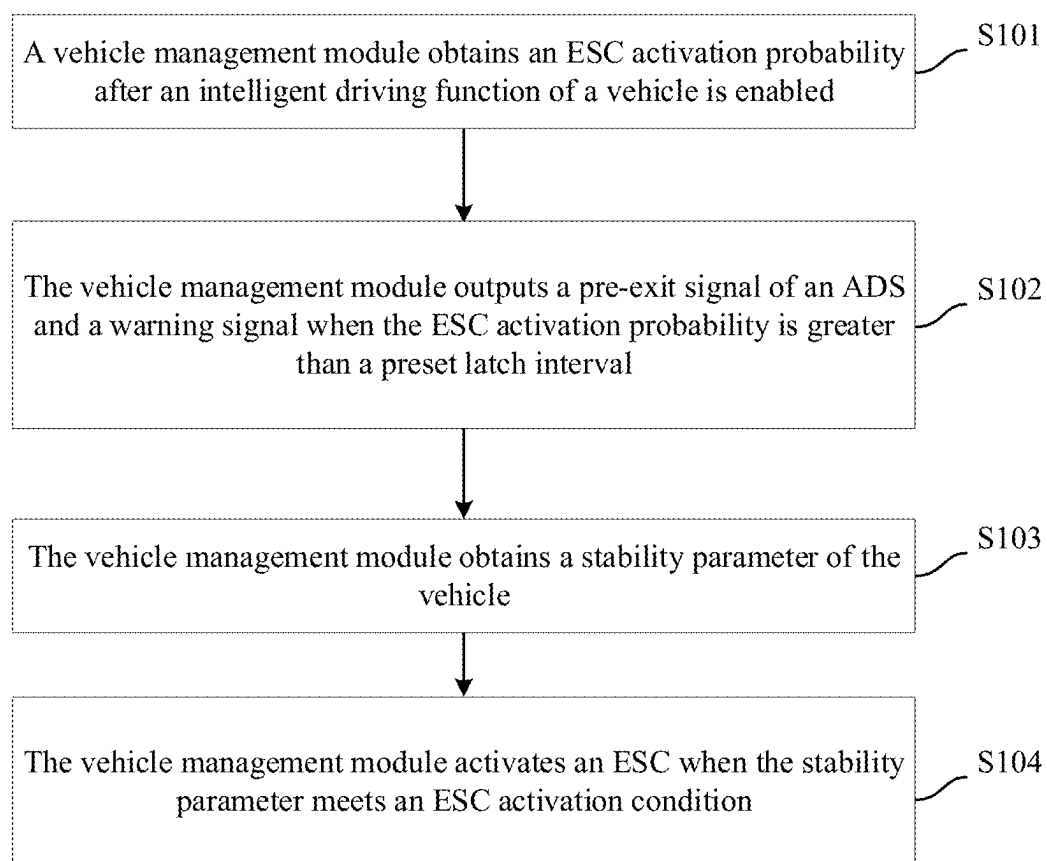 A vehicle management module obtains an ESC activation probability
after an intelligent driving function of a vehicle is enabled
S101
The vehicle management module outputs a pre-exit signal of an ADS
and a warning signal when the ESC activation probability is greater
than a preset latch interval
S102
The vehicle management module obtains a stability parameter of the
vehicle
S103
The vehicle management module activates an ESC when the stability
parameter meets an ESC activation condition
S104